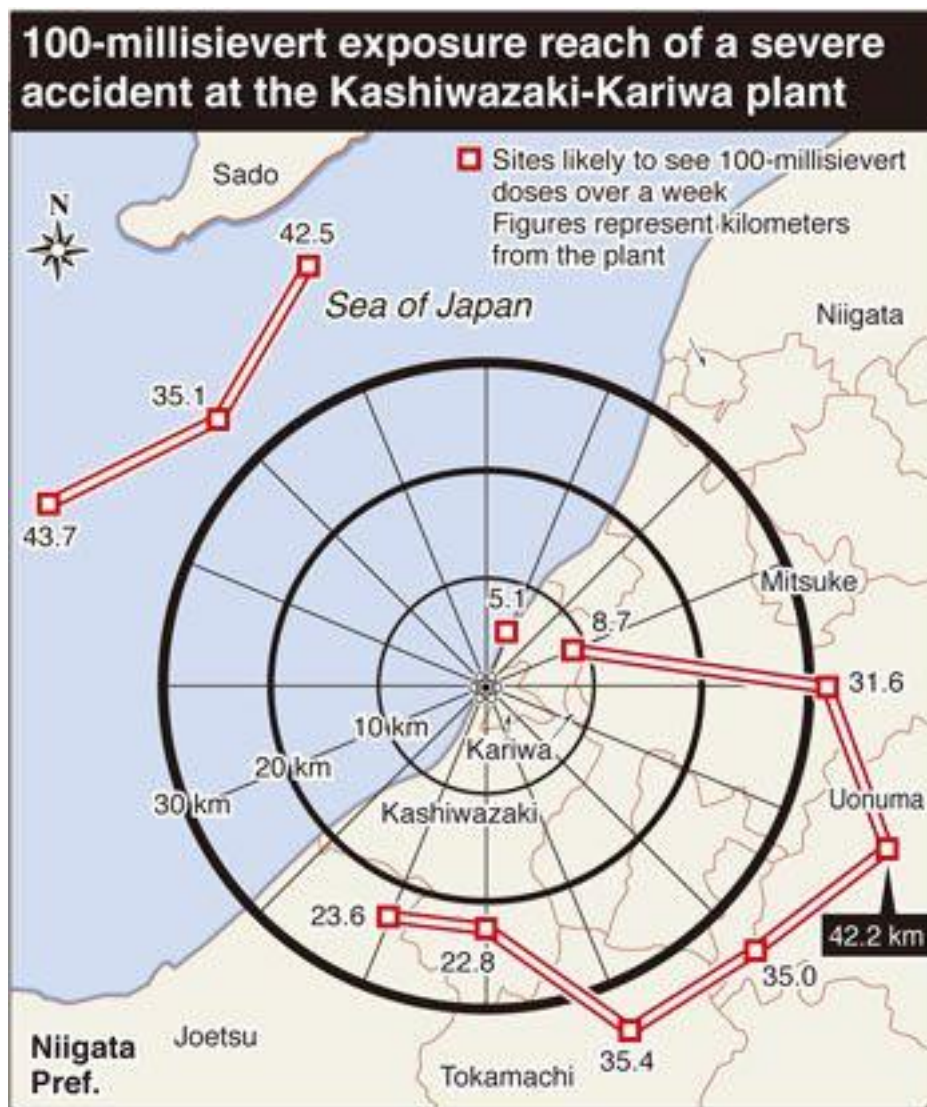 100-millisievert exposure reach of a severe
accident at the Kashiwazaki-Kariwa plant
Sites likely to see 100-millisievert
doses over a week
Figures represent kilometers
from the plant
Sado
N
42.5
Sea of Japan
Niigata
35.1
43.7
Mitsuke
5.1
8.7
31.6
10 km
Kariwa
20 km
30 km
Kashiwazaki
Uonuma
23.6
22.8
42.2 km
35.0
35.4
Joetsu
Niigata
Pref.
Tokamachi